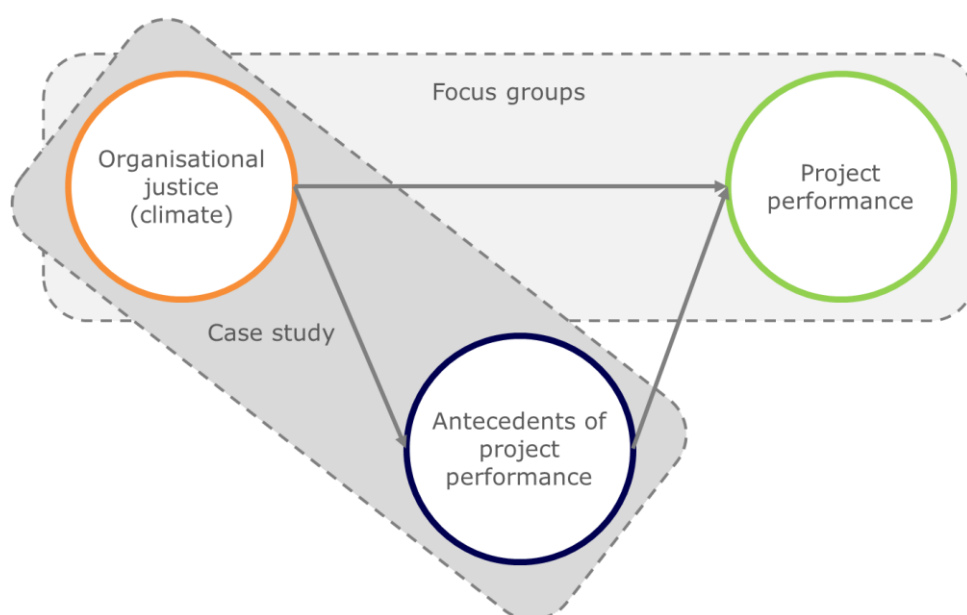 Focus groups
Organisational
justice
(climate)
Project
performance
Case study
Antecedents of
project
performance